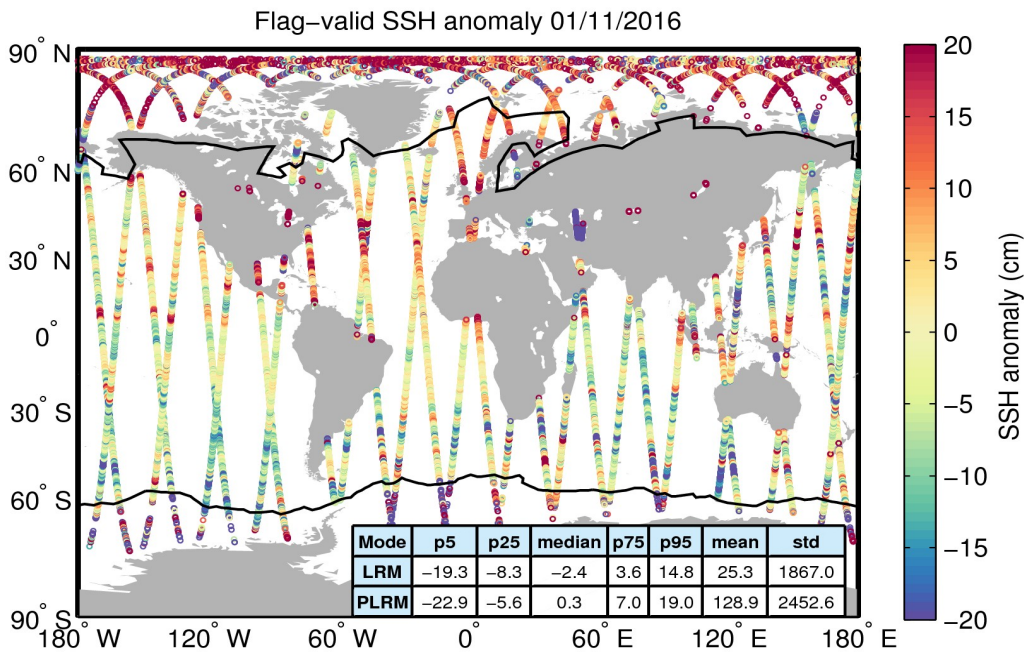 Flag−valid SSH anomaly 01/11/2016
90° N
60° N
30° N
0°
30° S
60° S
90° S
180° W
120° W
60° W
0°
60° E
120° E
180° E
Mode p5 p25 median p75 p95 mean std
LRM −19.3 −8.3 −2.4 3.6 14.8 25.3 1867.0
PLRM −22.9 −5.6 0.3 7.0 19.0 128.9 2452.6
20
15
10
5
0
−5
−10
−15
−20
SSH anomaly (cm)